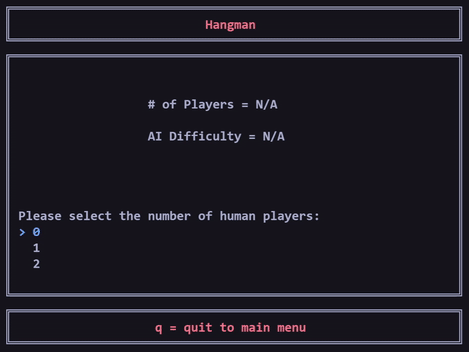 Hangman
# of Players = N/A
AI Difficulty = N/A
Please select the number of human players:
> 0
1
2
q = quit to main menu